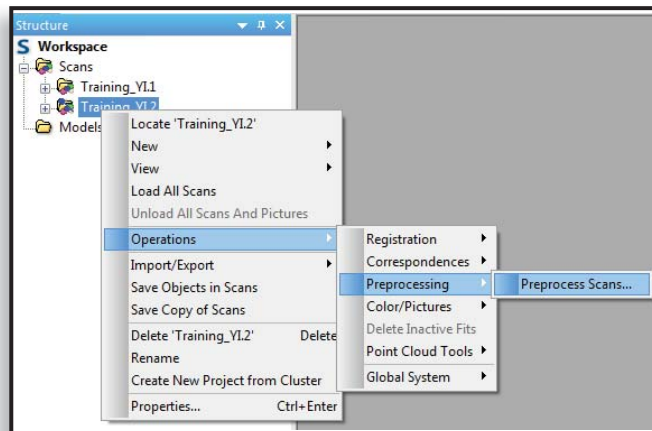 Structure
S Workspace
Scans
Training_YI.1
Training_YI.2
Models
Locate 'Training_YI.2'
New
View
Load All Scans
Unload All Scans And Pictures
Operations
Import/Export
Save Objects in Scans
Save Copy of Scans
Delete 'Training_YI.2' Delete
Rename
Create New Project from Cluster
Properties... Ctrl+Enter
Registration
Correspondences
Preprocessing
Color/Pictures
Delete Inactive Fits
Point Cloud Tools
Global System
Preprocess Scans...